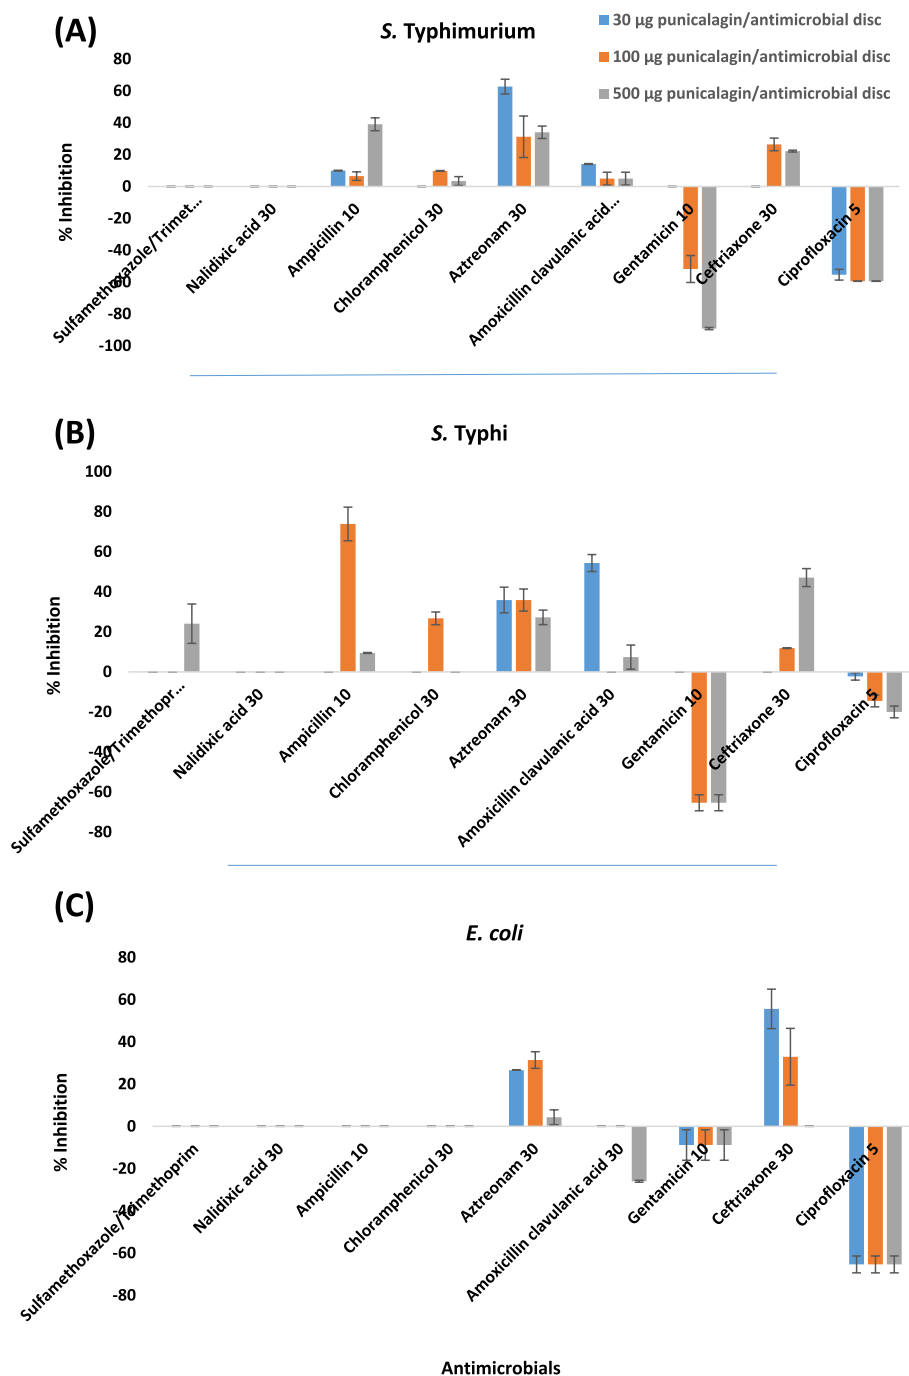 (A)
S. Typhimurium
30 µg punicalagin/antimicrobial disc
100 µg punicalagin/antimicrobial disc
500 µg punicalagin/antimicrobial disc
% Inhibition
80
60
40
20
0
-20
-40
-60
-80
-100
Sulfamethoxazole/Trimet...
Nalidixic acid 30
Ampicillin 10
Chloramphenicol 30
Aztreonam 30
Amoxicillin clavulanic acid...
Gentamicin 10
Ceftriaxone 30
Ciprofloxacin 5
(B)
S. Typhi
% Inhibition
100
80
60
40
20
0
-20
-40
-60
-80
Sulfamethoxazole/Trimethopr...
Nalidixic acid 30
Ampicillin 10
Chloramphenicol 30
Aztreonam 30
Amoxicillin clavulanic acid 30
Gentamicin 10
Ceftriaxone 30
Ciprofloxacin 5
(C)
E. coli
% Inhibition
80
60
40
20
0
-20
-40
-60
-80
Sulfamethoxazole/Trimethoprim
Nalidixic acid 30
Ampicillin 10
Chloramphenicol 30
Aztreonam 30
Amoxicillin clavulanic acid 30
Gentamicin 10
Ceftriaxone 30
Ciprofloxacin 5
Antimicrobials